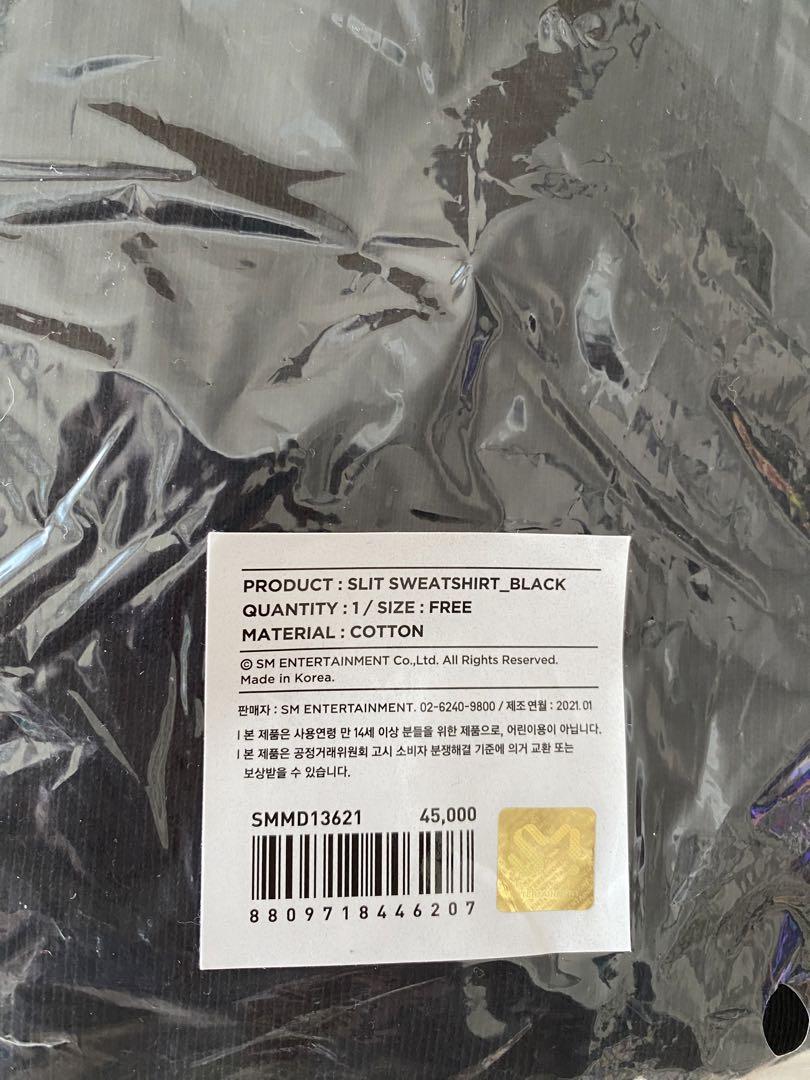 PRODUCT : SLIT SWEATSHIRT_BLACK
QUANTITY : 1 / SIZE : FREE
MATERIAL : COTTON
© SM ENTERTAINMENT Co.,Ltd. All Rights Reserved.
Made in Korea.
판매자 : SM ENTERTAINMENT. 02-6240-9800 / 제조연월 : 2021.01
I 본 제품은 사용연령 만 14세 이상 분들을 위한 제품으로, 어린이용이 아닙니다.
I 본 제품은 공정거래위원회 고시 소비자 분쟁해결 기준에 의거 교환 또는
보상받을 수 있습니다.
SMMD13621 45,000
8809718446207